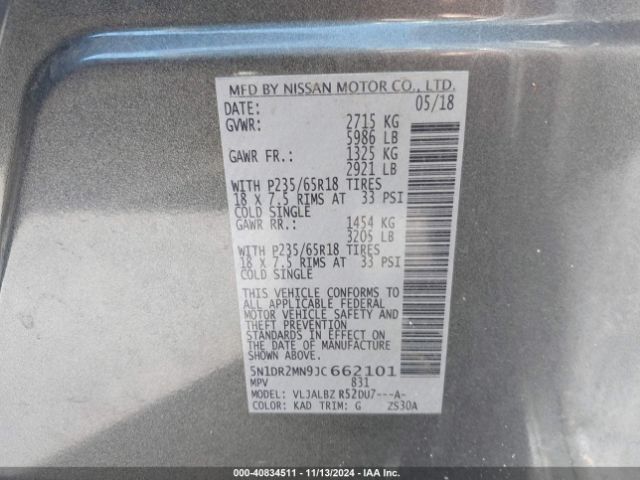 MFD BY NISSAN MOTOR CO., LTD.
DATE: 05/18
GVWR: 2715 KG
5986 LB
GAWR FR.: 1325 KG
2921 LB
WITH P235/65R18 TIRES
18 X 7.5 RIMS AT 33 PSI
COLD SINGLE
GAWR RR.: 1454 KG
3205 LB
WITH P235/65R18 TIRES
18 X 7.5 RIMS AT 33 PSI
COLD SINGLE
THIS VEHICLE CONFORMS TO
ALL APPLICABLE FEDERAL
MOTOR VEHICLE SAFETY AND
THEFT PREVENTION
STANDARDS IN EFFECT ON
THE DATE OF MANUFACTURE
SHOWN ABOVE.
5N1DR2MN9JC662101
MPV 831
MODEL: VLJALBZ R52DU7---A-
COLOR: KAD TRIM: G ZS30A
000-40834511 - 11/13/2024 - IAA Inc.